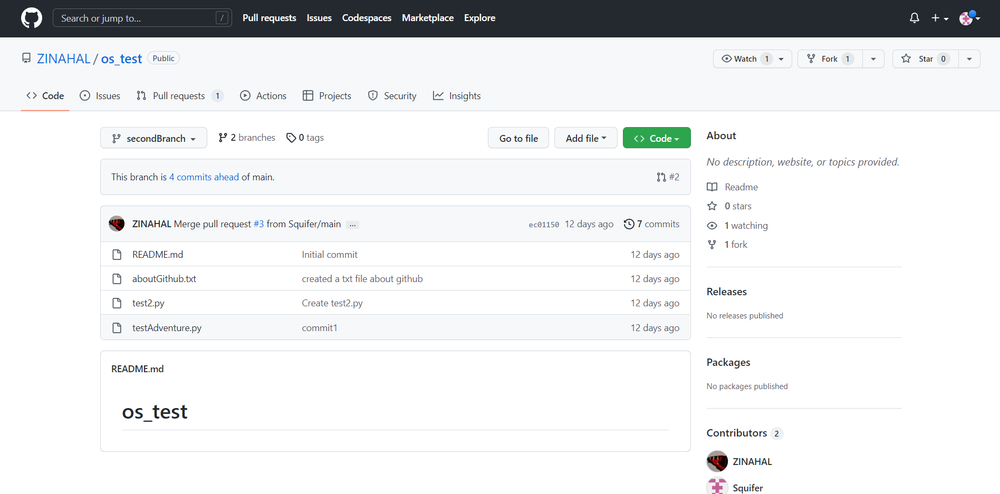 Search or jump to... /
Pull requests Issues Codespaces Marketplace Explore
ZINAHAL / os_test Public
Watch 1 Fork 1 Star 0
Code Issues Pull requests 1 Actions Projects Security Insights
secondBranch 2 branches 0 tags Go to file Add file Code
This branch is 4 commits ahead of main. #2
ZINAHAL Merge pull request #3 from Squifer/main ... ec01150 12 days ago 7 commits
README.md Initial commit 12 days ago
aboutGithub.txt created a txt file about github 12 days ago
test2.py Create test2.py 12 days ago
testAdventure.py commit1 12 days ago
README.md
os_test
About
No description, website, or topics provided.
Readme
0 stars
1 watching
1 fork
Releases
No releases published
Packages
No packages published
Contributors 2
ZINAHAL
Squifer